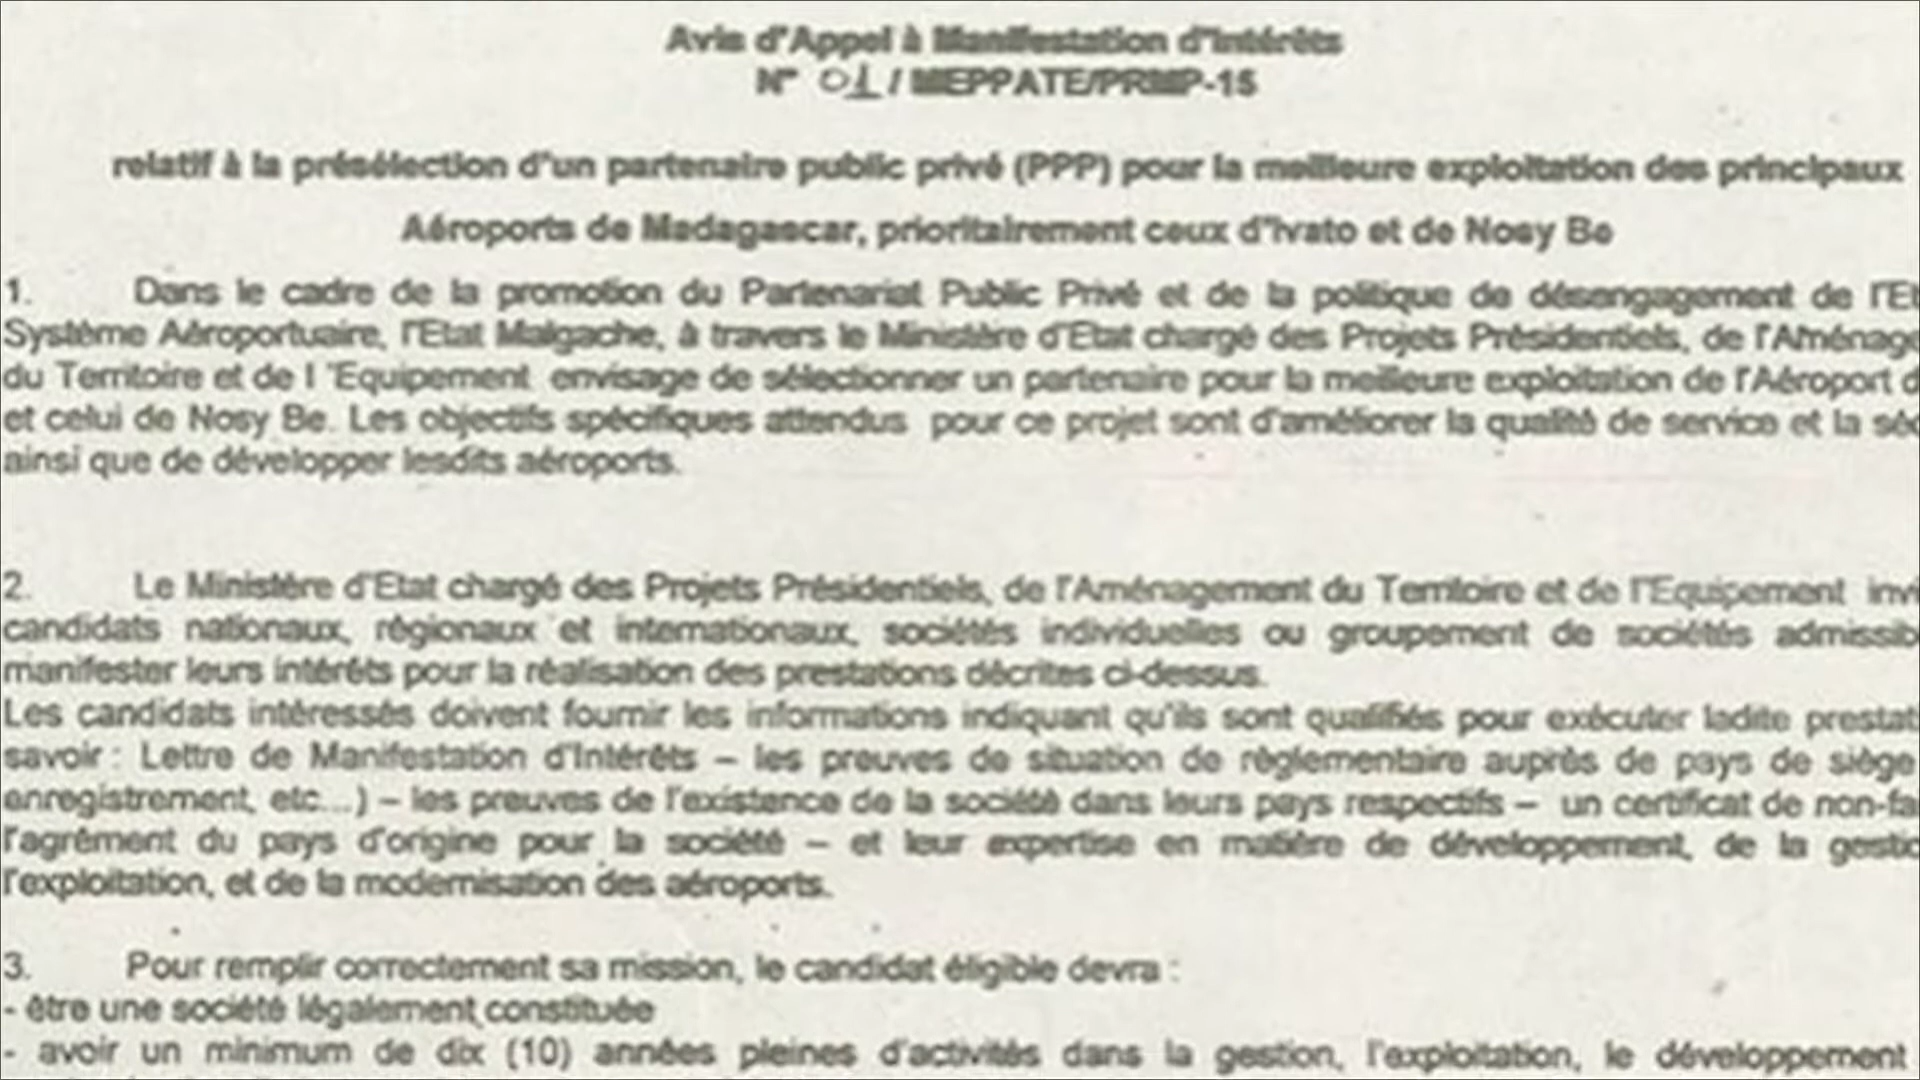 Avis d'Appel à Manifestation d'Intérêts
N° 01 / MEPPATE/PRMP-15
relatif à la présélection d'un partenaire public privé (PPP) pour la meilleure exploitation des principaux
Aéroports de Madagascar, prioritairement ceux d'Ivato et de Nosy Be
1. Dans le cadre de la promotion du Partenariat Public Privé et de la politique de désengagement de l'Et
Système Aéroportuaire, l'Etat Malgache, à travers le Ministère d'Etat chargé des Projets Présidentiels, de l'Aménage
du Territoire et de l 'Equipement envisage de sélectionner un partenaire pour la meilleure exploitation de l'Aéroport d
et celui de Nosy Be. Les objectifs spécifiques attendus pour ce projet sont d'améliorer la qualité de service et la séc
ainsi que de développer lesdits aéroports.
2. Le Ministère d'Etat chargé des Projets Présidentiels, de l'Aménagement du Territoire et de l'Equipement invi
candidats nationaux, régionaux et internationaux, sociétés individuelles ou groupement de sociétés admissib
manifester leurs intérêts pour la réalisation des prestations décrites ci-dessus.
Les candidats intéressés doivent fournir les informations indiquant qu'ils sont qualifiés pour exécuter ladite prestati
savoir : Lettre de Manifestation d'Intérêts – les preuves de situation de règlementaire auprès de pays de siège
enregistrement, etc...) – les preuves de l'existence de la société dans leurs pays respectifs – un certificat de non-fai
l'agrément du pays d'origine pour la société – et leur expertise en matière de développement, de la gestio
l'exploitation, et de la modernisation des aéroports.
3. Pour remplir correctement sa mission, le candidat éligible devra :
- être une société légalement constituée
- avoir un minimum de dix (10) années pleines d'activités dans la gestion, l'exploitation, le développement